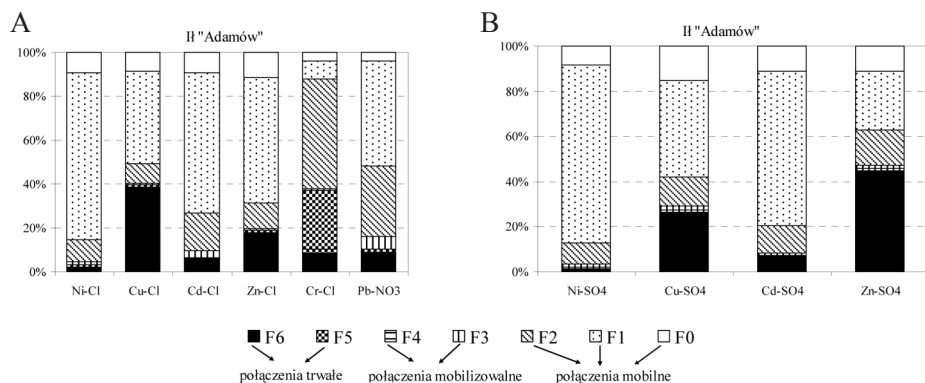 A
Ił "Adamów"
100%
80%
60%
40%
20%
0%
Ni-Cl Cu-Cl Cd-Cl Zn-Cl Cr-Cl Pb-NO3
B
Ił "Adamów"
100%
80%
60%
40%
20%
0%
Ni-SO4 Cu-SO4 Cd-SO4 Zn-SO4
F6 F5 F4 F3 F2 F1 F0
połączenia trwałe połączenia mobilizowalne połączenia mobilne